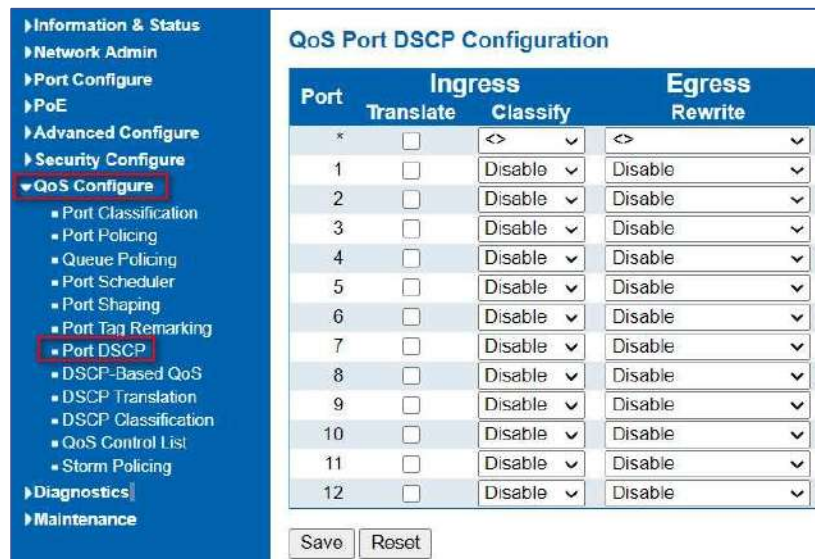 Information & Status
Network Admin
Port Configure
PoE
Advanced Configure
Security Configure
QoS Configure
Port Classification
Port Policing
Queue Policing
Port Scheduler
Port Shaping
Port Tag Remarking
Port DSCP
DSCP-Based QoS
DSCP Translation
DSCP Classification
QoS Control List
Storm Policing
Diagnostics
Maintenance
QoS Port DSCP Configuration
Port Ingress Egress
Translate Classify Rewrite
* <> <>
1 Disable Disable
2 Disable Disable
3 Disable Disable
4 Disable Disable
5 Disable Disable
6 Disable Disable
7 Disable Disable
8 Disable Disable
9 Disable Disable
10 Disable Disable
11 Disable Disable
12 Disable Disable
Save Reset